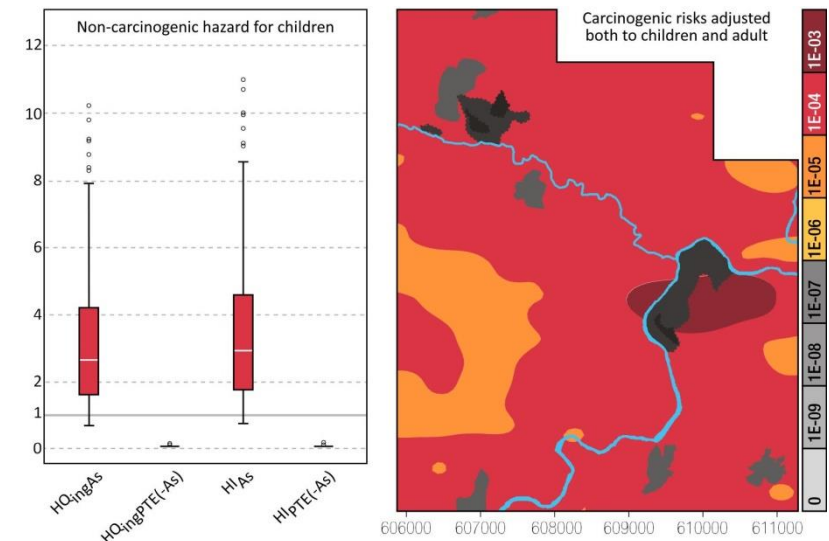 Non-carcinogenic hazard for children
12
10
8
6
4
2
1
0
HQingAs
HQingPTE(-As)
HIAs
HIPTE(-As)
Carcinogenic risks adjusted
both to children and adult
1E-03
1E-04
1E-05
1E-06
1E-07
1E-08
1E-09
0
606000 607000 608000 609000 610000 611000